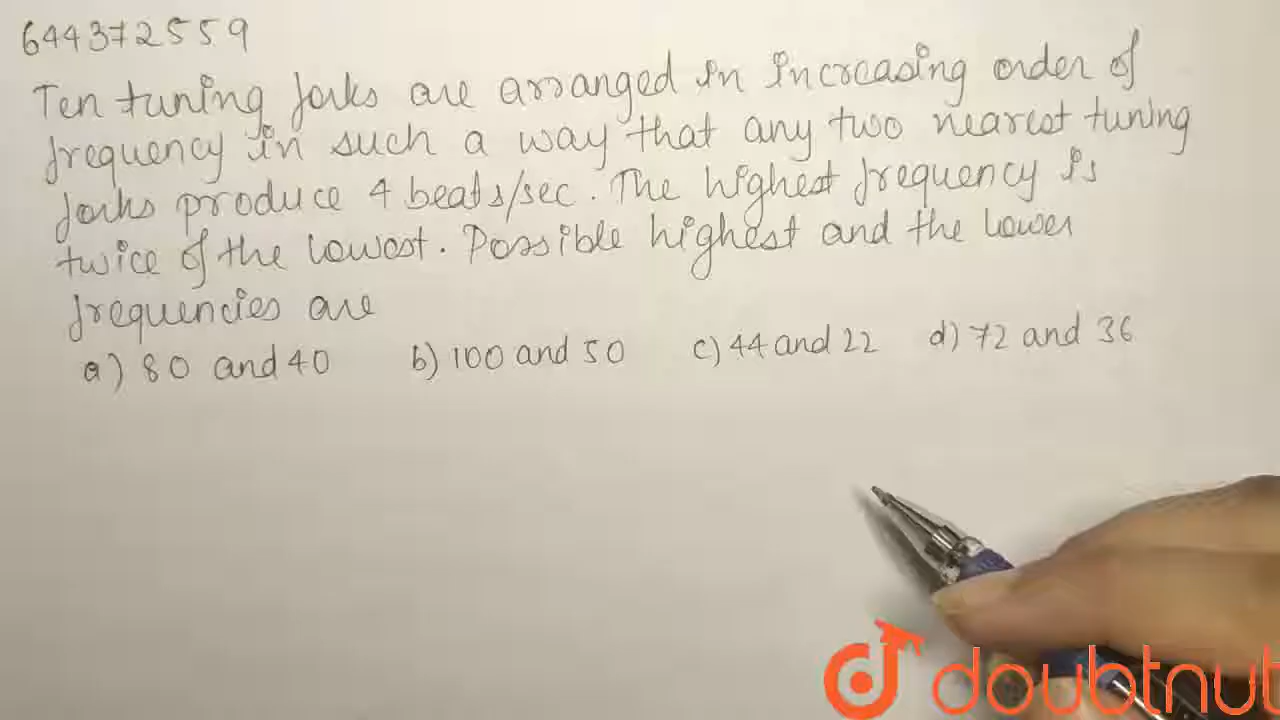 644372559
Ten tuning forks are arranged in increasing order of
frequency in such a way that any two nearest tuning
forks produce 4 beats/sec. The highest frequency is
twice of the lowest. Possible highest and the lower
frequencies are
a) 80 and 40 b) 100 and 50 c) 44 and 22 d) 72 and 36
doubtnut